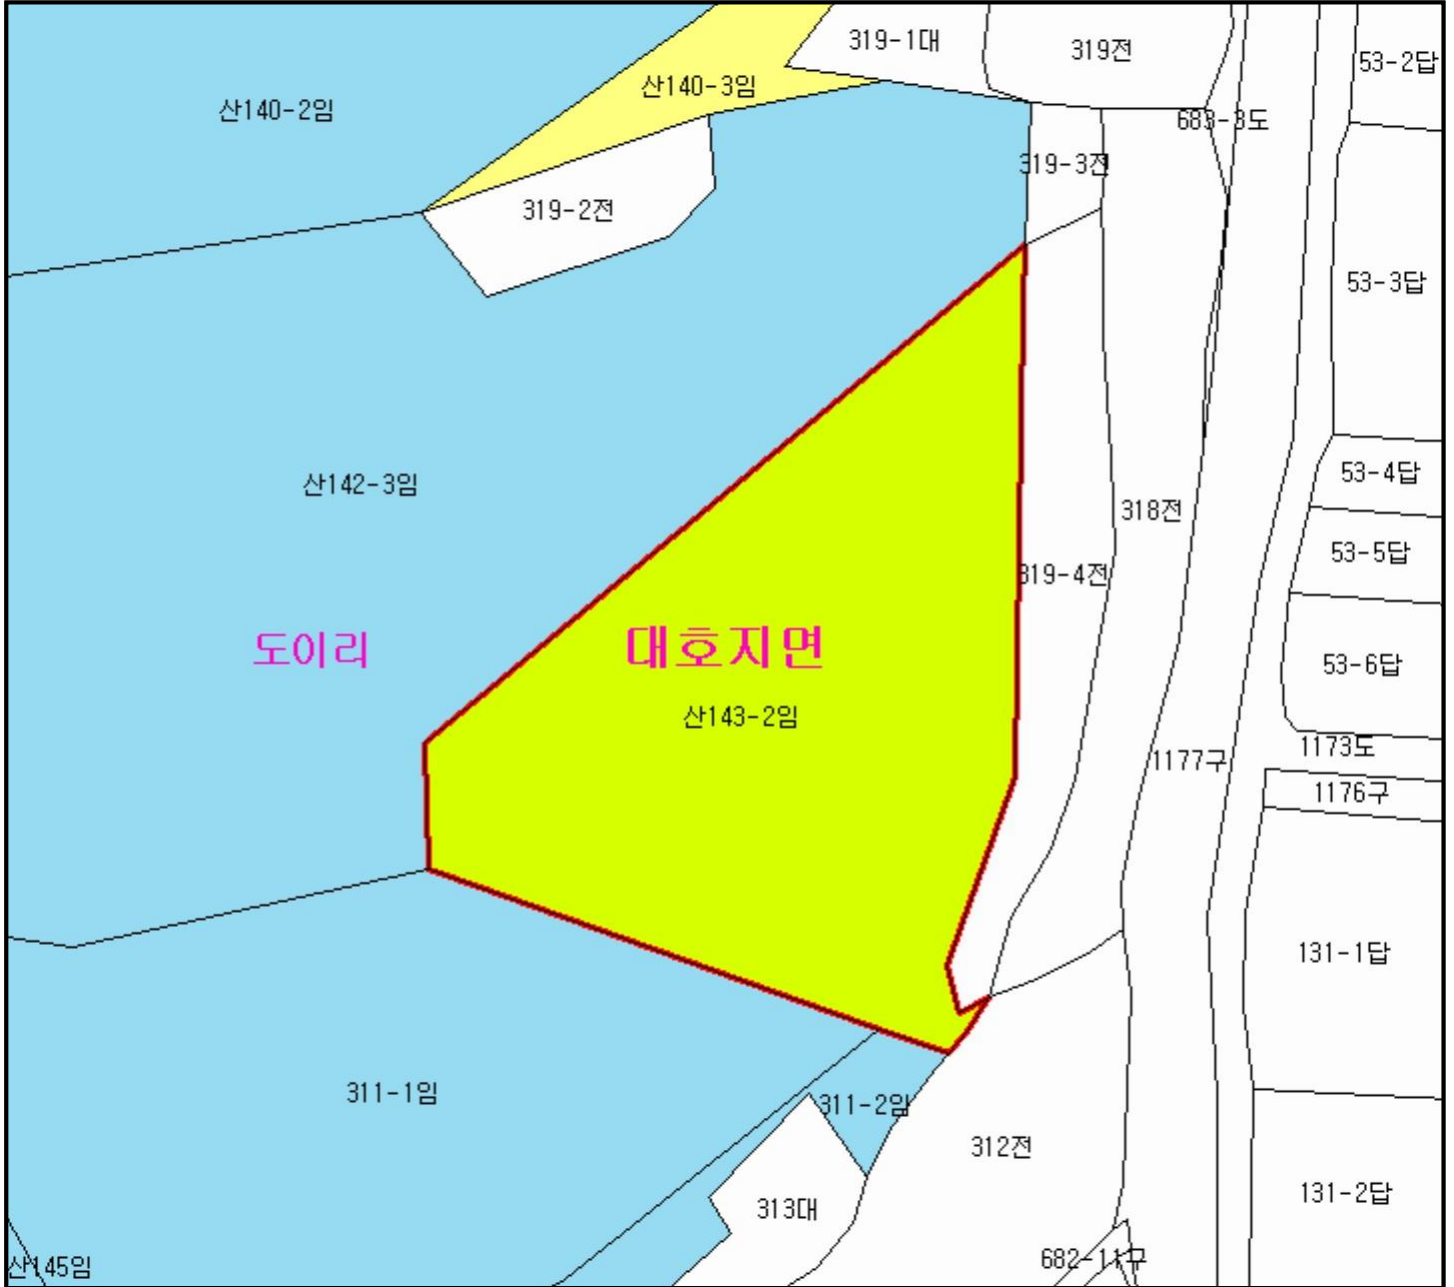 319-1대
319전
53-2답
산140-3임
산140-2임
683-3도
319-3전
319-2전
53-3답
53-4답
산142-3임
318전
53-5답
319-4전
도이리
대호지면
53-6답
산143-2임
1173도
1177구
1176구
131-1답
311-1임
311-2임
312전
131-2답
313대
682-11구
산145임